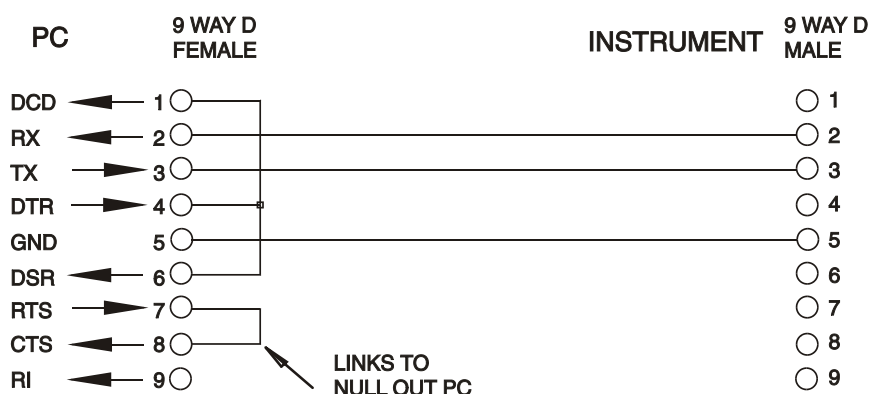 PC
9 WAY D
FEMALE
INSTRUMENT
9 WAY D
MALE
DCD 1 1
RX 2 2
TX 3 3
DTR 4 4
GND 5 5
DSR 6 6
RTS 7 7
CTS 8 8
RI 9 9
LINKS TO
NULL OUT PC